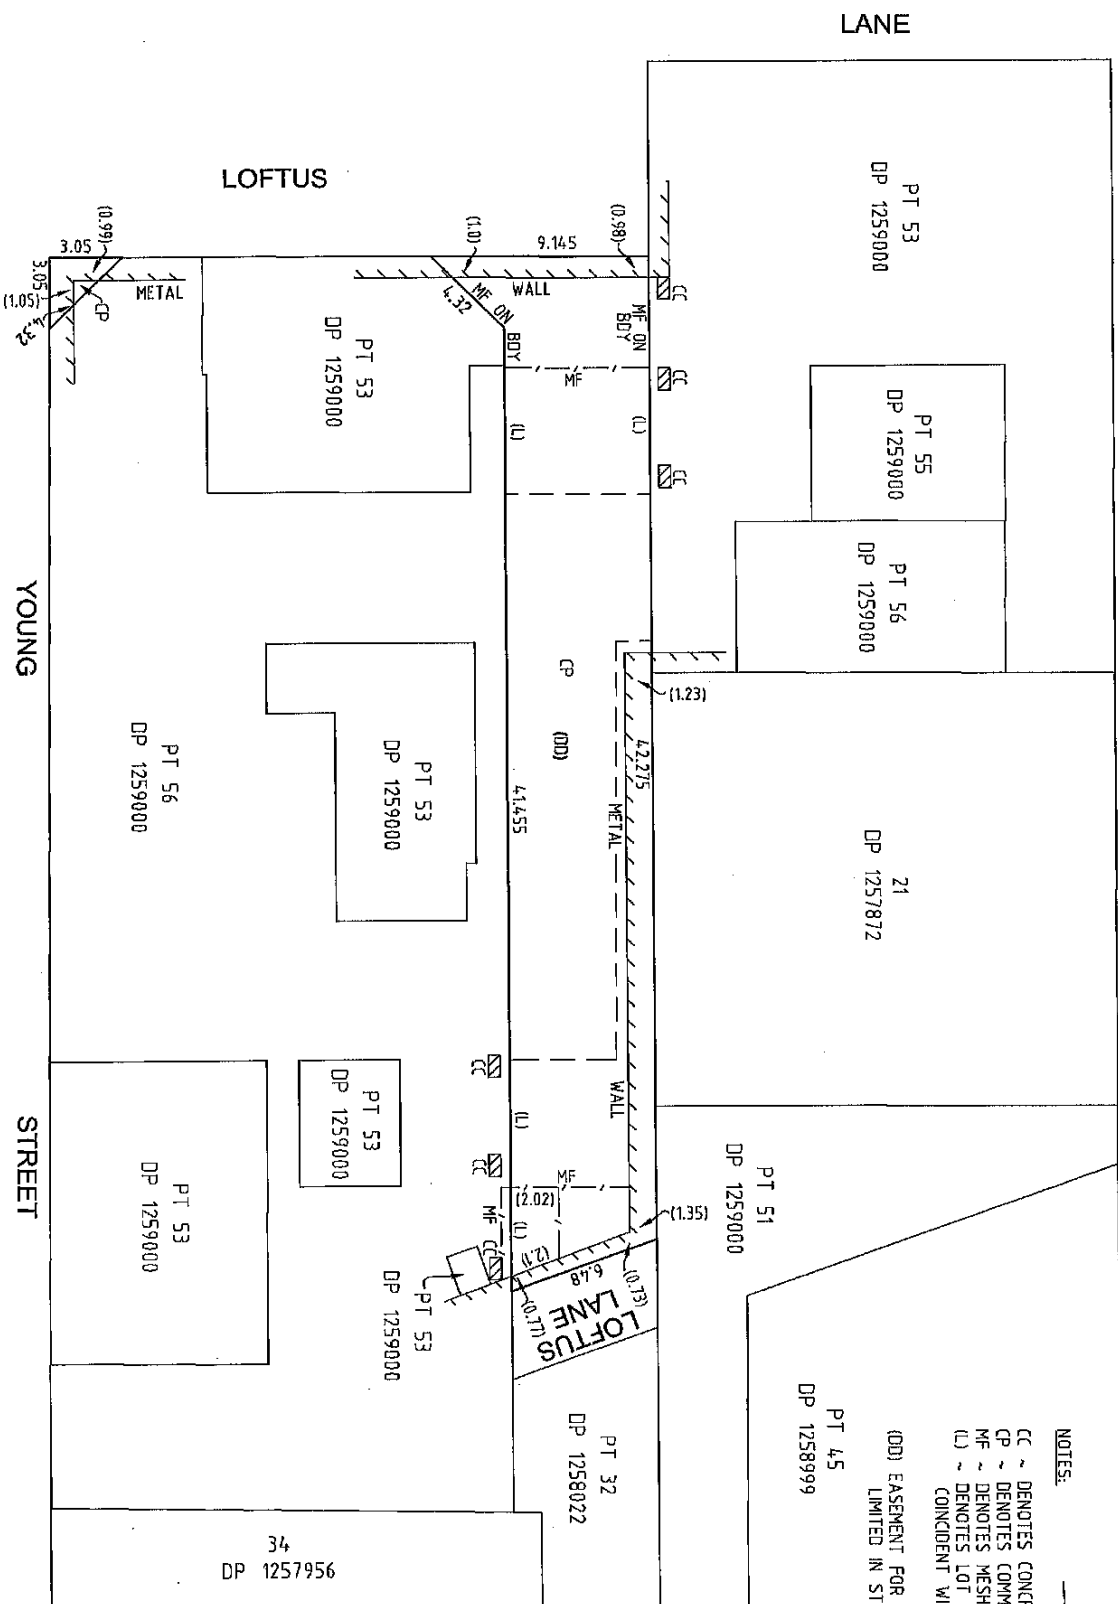 LANE
LOFTUS
PT 53
DP 1259000
PT 55
DP 1259000
PT 56
DP 1259000
21
DP 1257872
PT 51
DP 1259000
PT 45
DP 1258999
NOTES:
CC ~ DENOTES
CP ~ DENOTES
MF ~ DENOTES MESH
(L) ~ DENOTES LOT
COINCIDENT
(DD) EASEMENT FOR
LIMITED IN
3.05
(0.99)
3.05
(1.05)
4.32
CP
METAL
(1.0)
9.145
(0.98)
WALL
4.32
MF ON
BDY
MF ON
BDY
CC
CC
CC
MF
(L)
(L)
PT 53
DP 1259000
CP
(DD)
(1.23)
42.275
METAL
WALL
41.455
PT 56
DP 1259000
PT 53
DP 1259000
PT 53
DP 1259000
PT 53
DP 1259000
PT 53
DP 1259000
CC
CC
CC
(L)
(L)
MF
MF
(2.02)
(2.1)
(1.35)
(0.73)
6.48
(0.77)
LOFTUS
LANE
PT 32
DP 1258022
34
DP 1257956
YOUNG
STREET